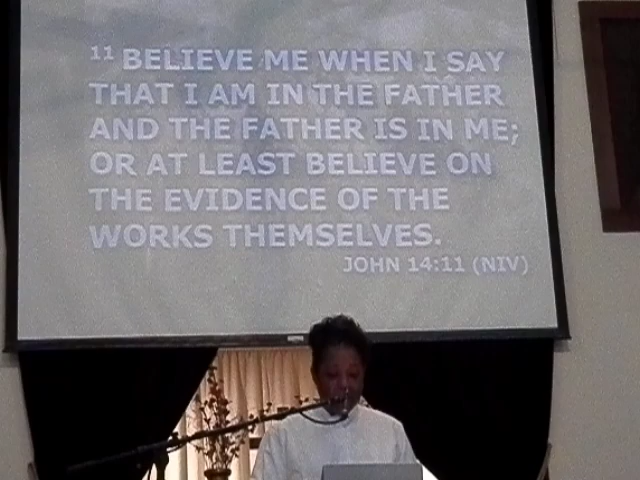 11 BELIEVE ME WHEN I SAY
THAT I AM IN THE FATHER
AND THE FATHER IS IN ME;
OR AT LEAST BELIEVE ON
THE EVIDENCE OF THE
WORKS THEMSELVES.
JOHN 14:11 (NIV)